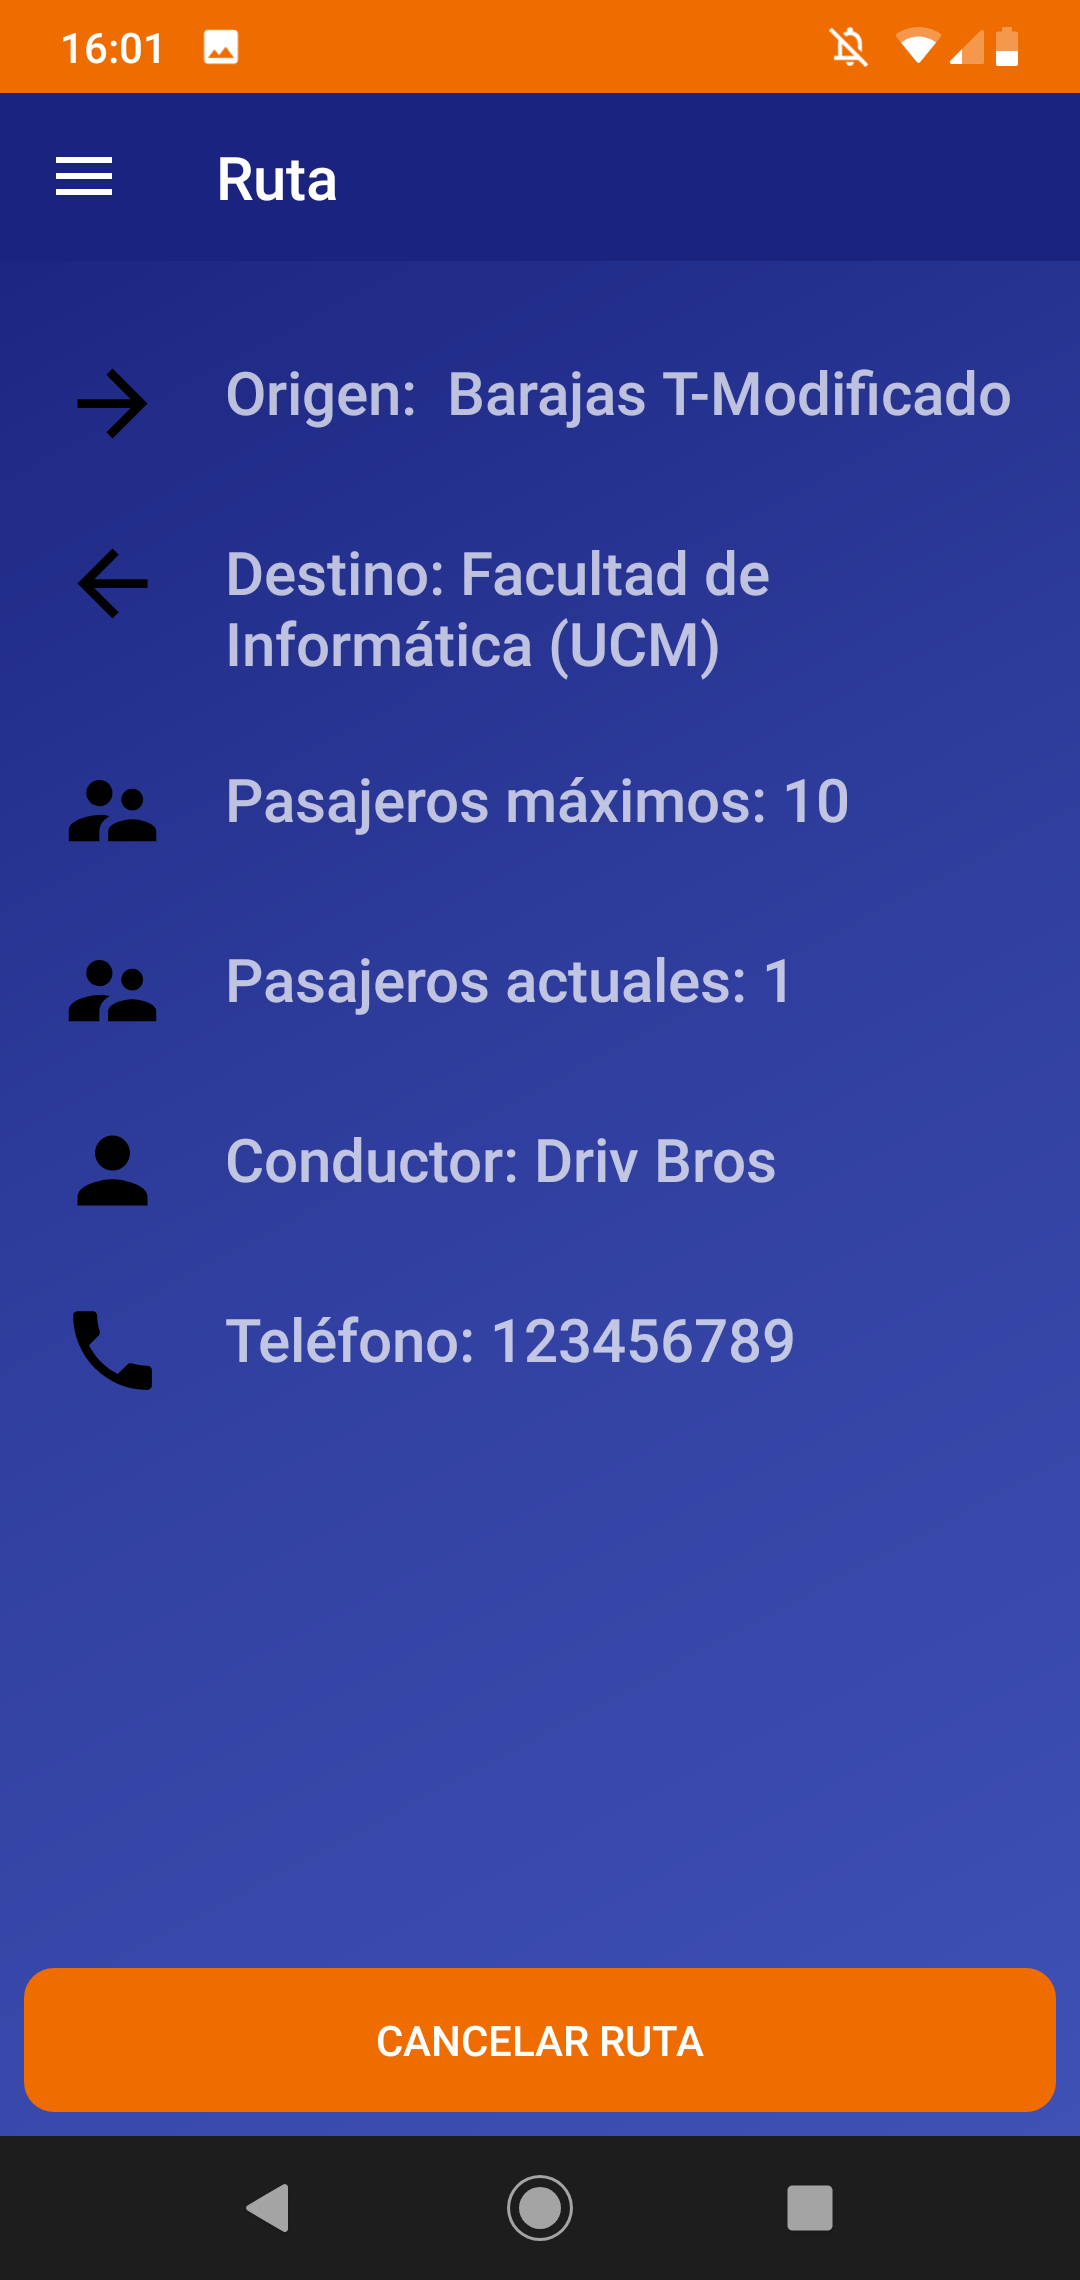 16:01
Ruta
Origen:  Barajas T-Modificado
Destino: Facultad de
Informática (UCM)
Pasajeros máximos: 10
Pasajeros actuales: 1
Conductor: Driv Bros
Teléfono: 123456789
CANCELAR RUTA